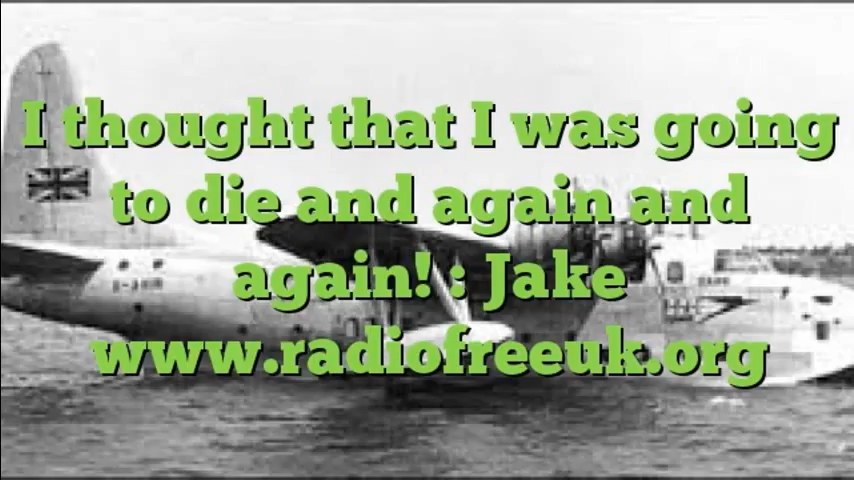 I thought that I was going
to die and again and
again! : Jake
www.radiofreeuk.org